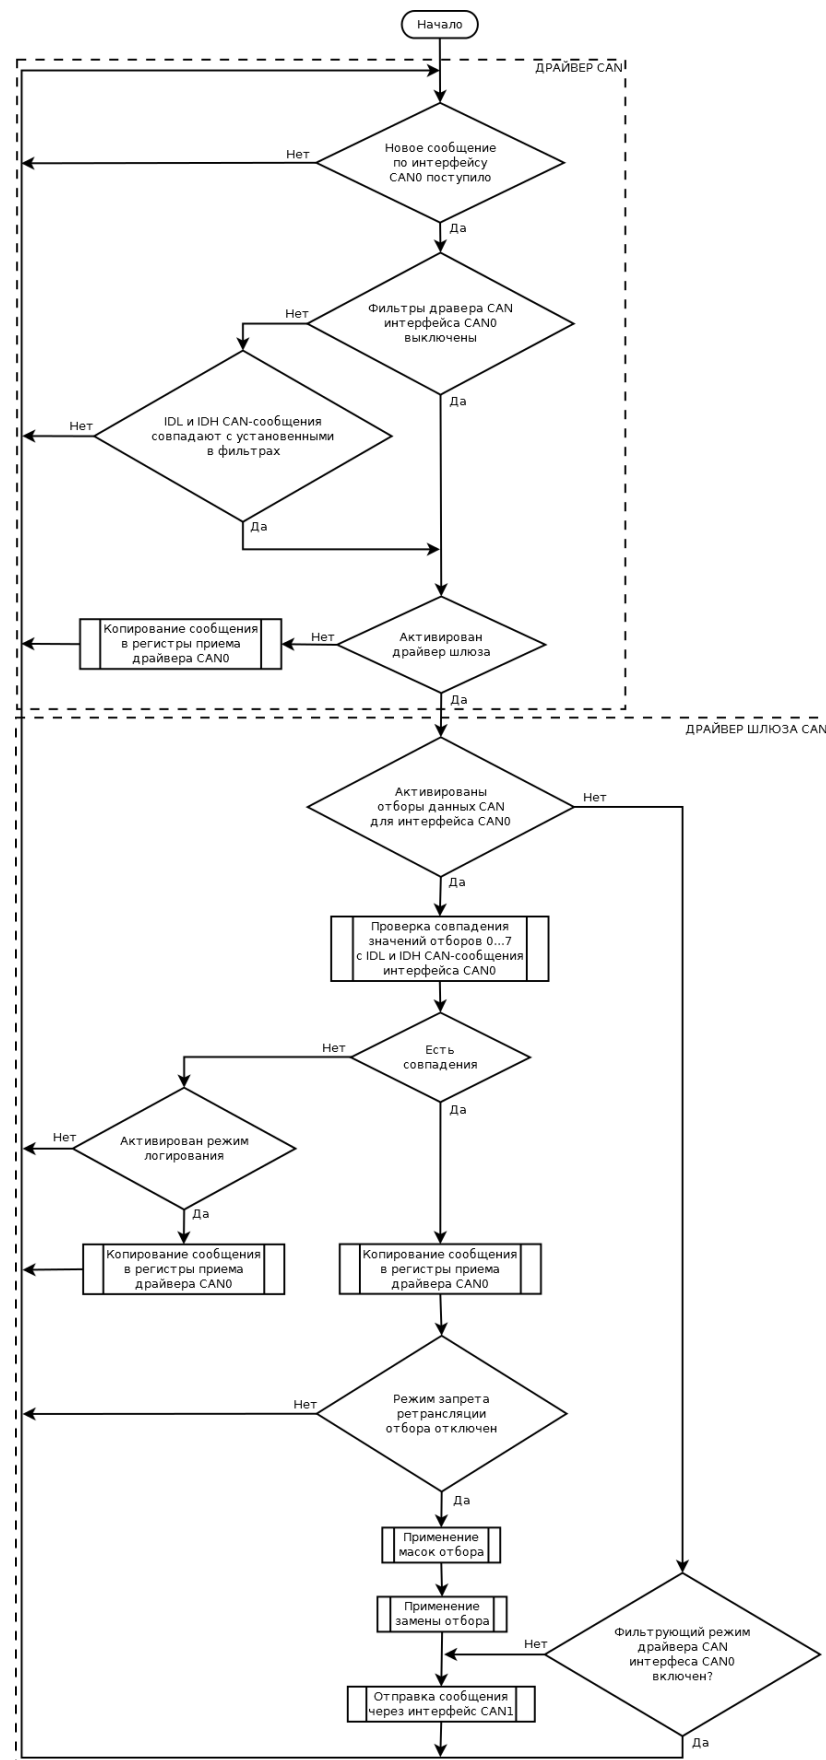 Начало
ДРАЙВЕР CAN
Новое сообщение
по интерфейсу
CAN0 поступило
Нет
Да
Фильтры дравера CAN
интерфейса CAN0
выключены
Нет
Да
IDL и IDH CAN-сообщения
совпадают с установенными
в фильтрах
Нет
Да
Активирован
драйвер шлюза
Нет
Копирование сообщения
в регистры приема
драйвера CAN0
Да
ДРАЙВЕР ШЛЮЗА CAN
Активированы
отборы данных CAN
для интерфейса CAN0
Нет
Да
Проверка совпадения
значений отборов 0...7
с IDL и IDH CAN-сообщения
интерфейса CAN0
Есть
совпадения
Нет
Да
Активирован режим
логирования
Нет
Да
Копирование сообщения
в регистры приема
драйвера CAN0
Копирование сообщения
в регистры приема
драйвера CAN0
Режим запрета
ретрансляции
отбора отключен
Нет
Да
Применение
масок отбора
Применение
замены отбора
Фильтрующий режим
драйвера CAN
интерфеса CAN0
включен?
Нет
Да
Отправка сообщения
через интерфейс CAN1